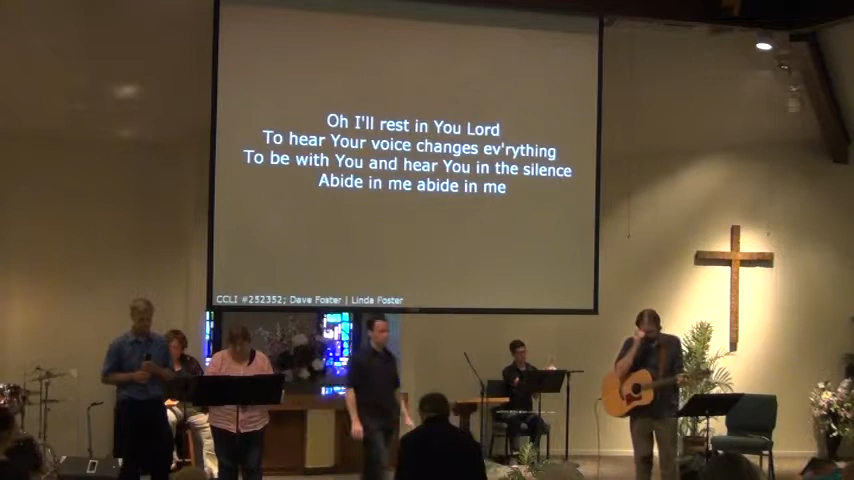 Oh I'll rest in You Lord
To hear Your voice changes ev'rything
To be with You and hear You in the silence
Abide in me abide in me
CCLI #252352; Dave Foster | Linda Foster